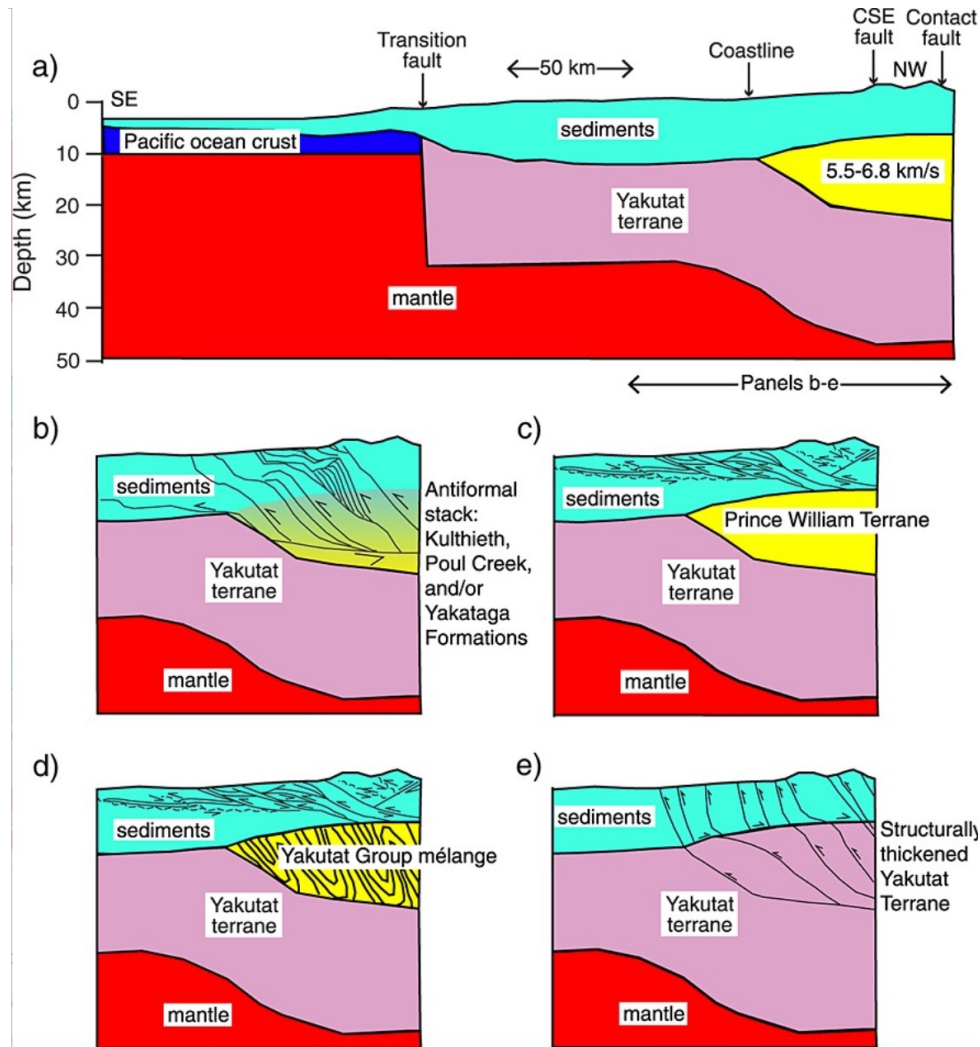 a)
SE
Transition
fault
50 km
Coastline
CSE
fault
NW
Contact
fault
Depth (km)
0
10
20
30
40
50
Pacific ocean crust
sediments
5.5-6.8 km/s
Yakutat
terrane
mantle
Panels b-e
b)
sediments
Yakutat
terrane
mantle
Antiformal
stack:
Kulthieth,
Poul Creek,
and/or
Yakataga
Formations
c)
sediments
Prince William Terrane
Yakutat
terrane
mantle
d)
sediments
Yakutat Group mélange
Yakutat
terrane
mantle
e)
sediments
Yakutat
terrane
mantle
Structurally
thickened
Yakutat
Terrane